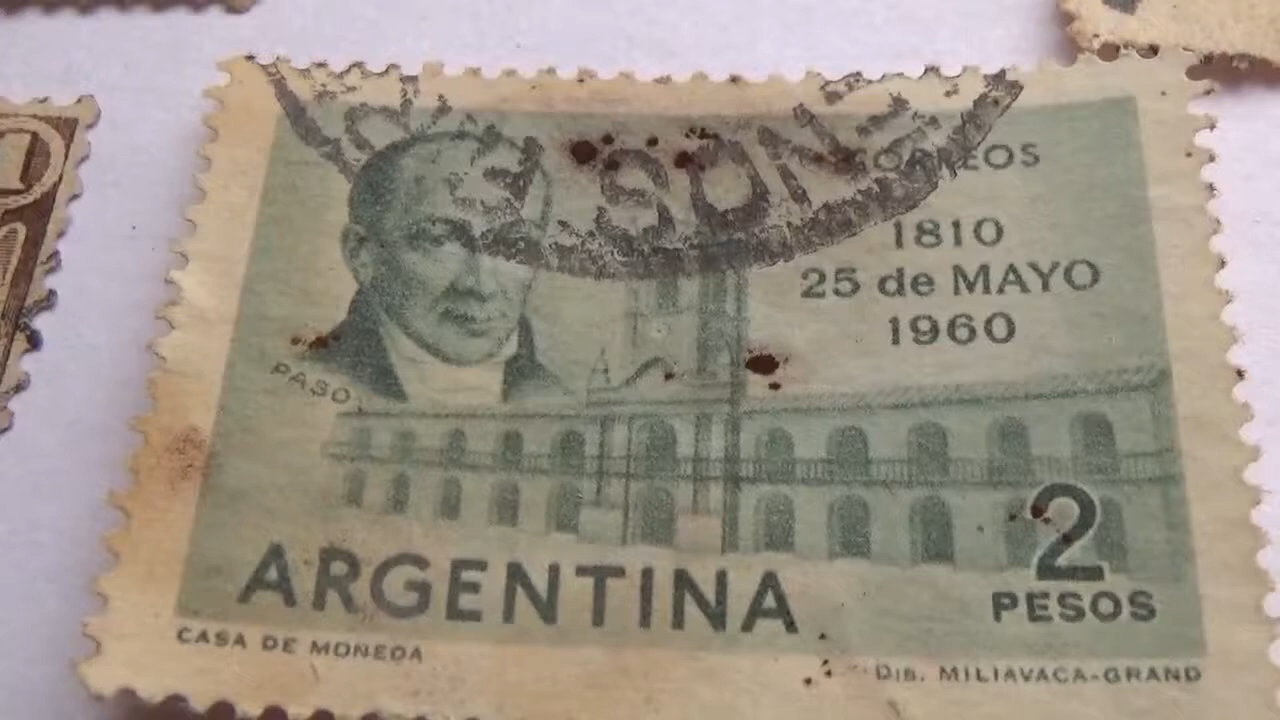 CORREOS
1810
25 de MAYO
1960
PASO
2
PESOS
ARGENTINA
CASA DE MONEDA
DIB. MILIAVACA-GRAND